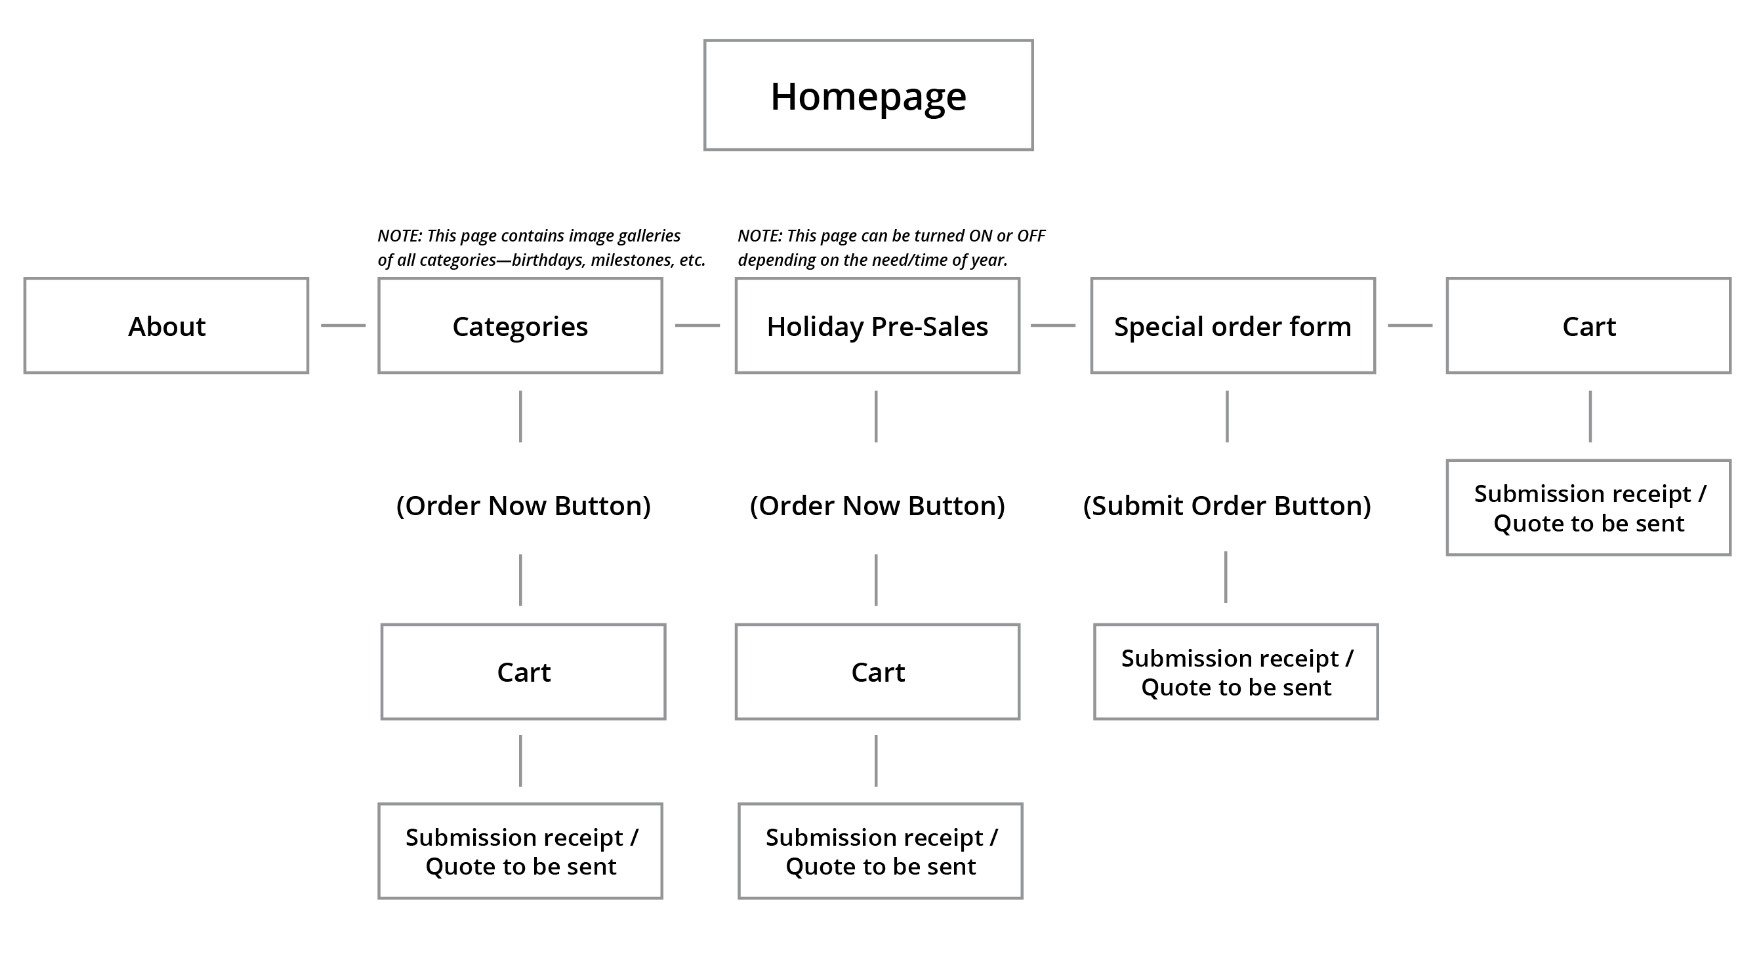 Homepage
NOTE: This page contains image galleries
of all categories—birthdays, milestones, etc.
NOTE: This page can be turned ON or OFF
depending on the need/time of year.
About
Categories
Holiday Pre-Sales
Special order form
Cart
(Order Now Button)
(Order Now Button)
(Submit Order Button)
Submission receipt /
Quote to be sent
Cart
Cart
Submission receipt /
Quote to be sent
Submission receipt /
Quote to be sent
Submission receipt /
Quote to be sent